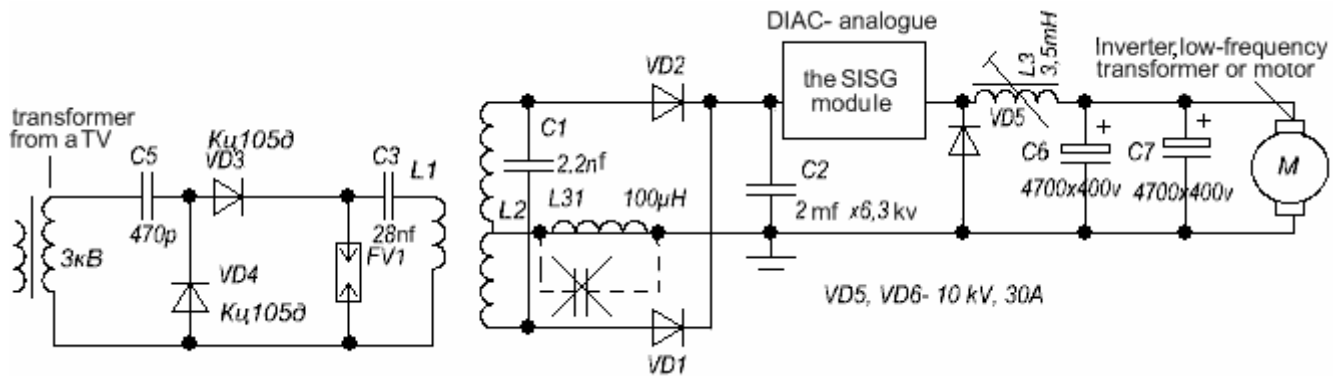 DIAC- analogue
the SISG
module
L3
3,5mH
Inverter,low-frequency
transformer or motor
transformer
from a TV
C5
470p
Кц105д
VD3
C3
28nf
L1
3кВ
VD4
Кц105д
FV1
VD2
C1
2.2nf
L2
L31
100µH
VD1
C2
2 mf x6,3 kv
VD5
C6
+
4700x400v
C7
+
4700x400v
M
VD5, VD6- 10 kV, 30A